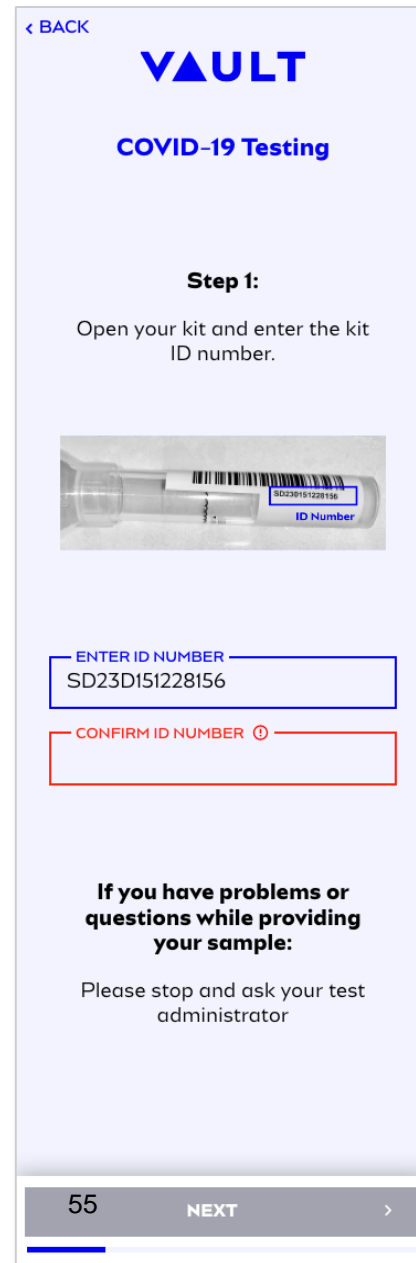 < BACK
VAULT
COVID-19 Testing
Step 1:
Open your kit and enter the kit
ID number.
SD230151228156
ID Number
ENTER ID NUMBER
SD23D151228156
CONFIRM ID NUMBER
If you have problems or
questions while providing
your sample:
Please stop and ask your test
administrator
55 NEXT >